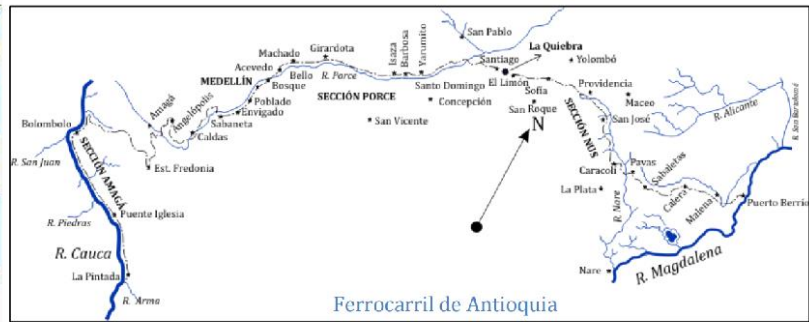 San Pablo
Machado
Girardota
Isaza
Barbosa
Yarumito
Santiago
La Quiebra
Yolombó
Acevedo
Bello
R. Porce
MEDELLÍN
Bosque
SECCIÓN PORCE
Santo Domingo
El Limón
Sofía
Providencia
Concepción
San Roque
Maceo
R. Alicante
R. San Bartolomé
Amagá
Angelópolis
Poblado
Envigado
Sabaneta
Caldas
San Vicente
N
SECCIÓN NUS
San José
Bolombolo
R. San Juan
SECCIÓN AMAGÁ
Est. Fredonia
Caracolí
Pavas
Sabaletas
La Plata
R. Nare
Calera
Malena
Puerto Berrio
R. Piedras
Puente Iglesia
R. Cauca
La Pintada
R. Arma
Nare
R. Magdalena
Ferrocarril de Antioquia